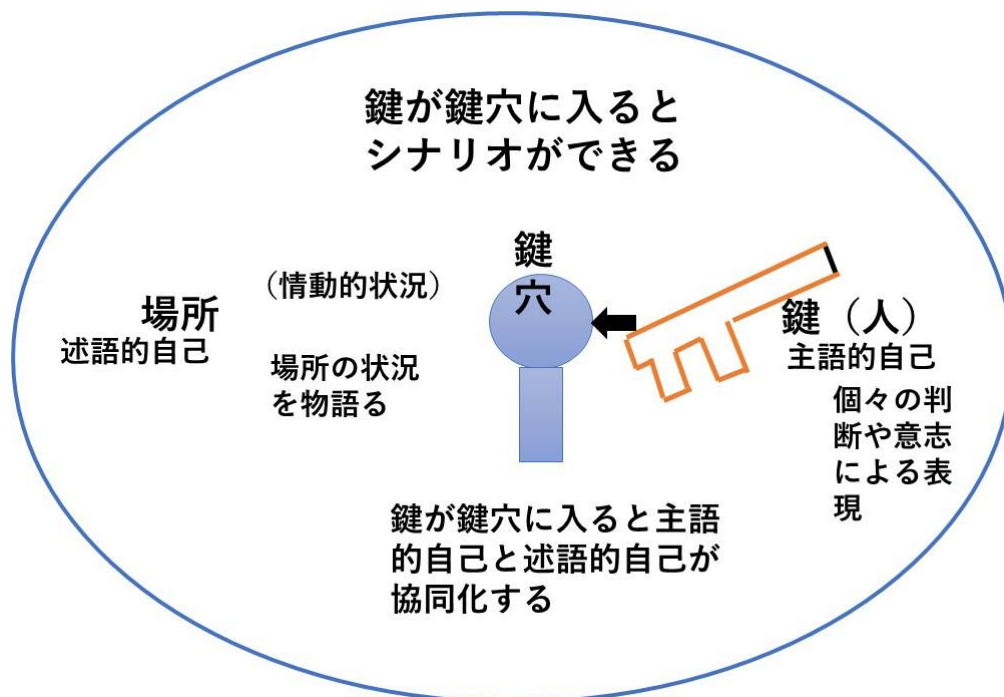 鍵が鍵穴に入ると
シナリオができる
鍵
穴
（情動的状況）
場所
述語的自己
場所の状況
を物語る
鍵（人）
主語的自己
個々の判
断や意志
による表
現
鍵が鍵穴に入ると主語
的自己と述語的自己が
協同化する